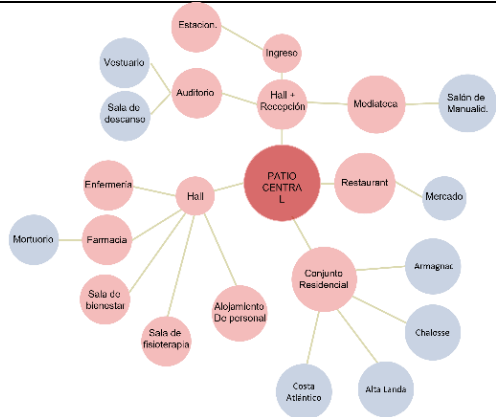 Estacion.
Ingreso
Vestuario
Auditorio
Hall +
Recepción
Mediateca
Salón de
Manualid.
Sala de
descanso
PATIO
CENTRA
L
Restaurant
Mercado
Enfermería
Hall
Mortuorio
Farmacia
Sala de
bienestar
Sala de
fisioterapia
Alojamiento
De personal
Conjunto
Residencial
Armagnac
Chalosse
Alta Landa
Costa
Atlántico